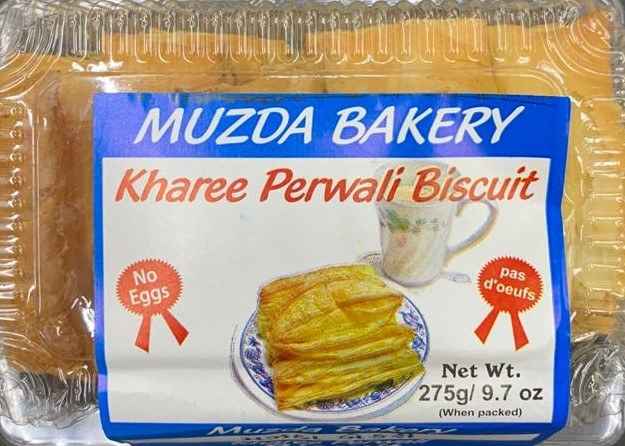 MUZDA BAKERY
Kharee Perwali Biscuit
No
Eggs
pas
d'oeufs
Net Wt.
275g/ 9.7 oz
(When packed)
Muzda Bakery